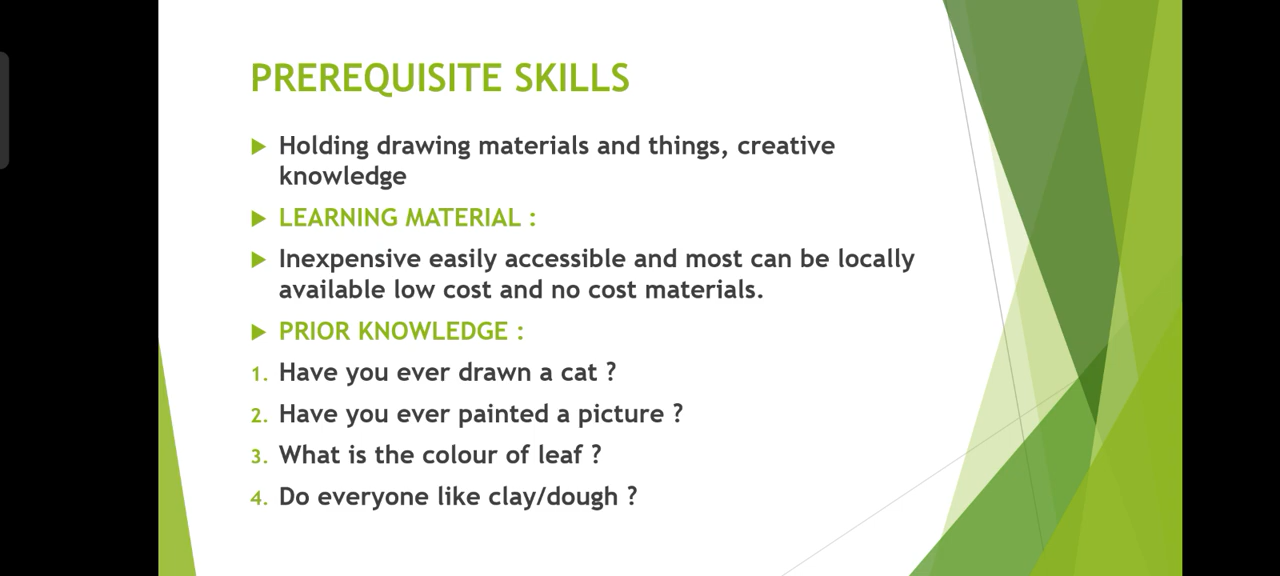 PREREQUISITE SKILLS
Holding drawing materials and things, creative
knowledge
LEARNING MATERIAL :
Inexpensive easily accessible and most can be locally
available low cost and no cost materials.
PRIOR KNOWLEDGE :
1. Have you ever drawn a cat ?
2. Have you ever painted a picture ?
3. What is the colour of leaf ?
4. Do everyone like clay/dough ?